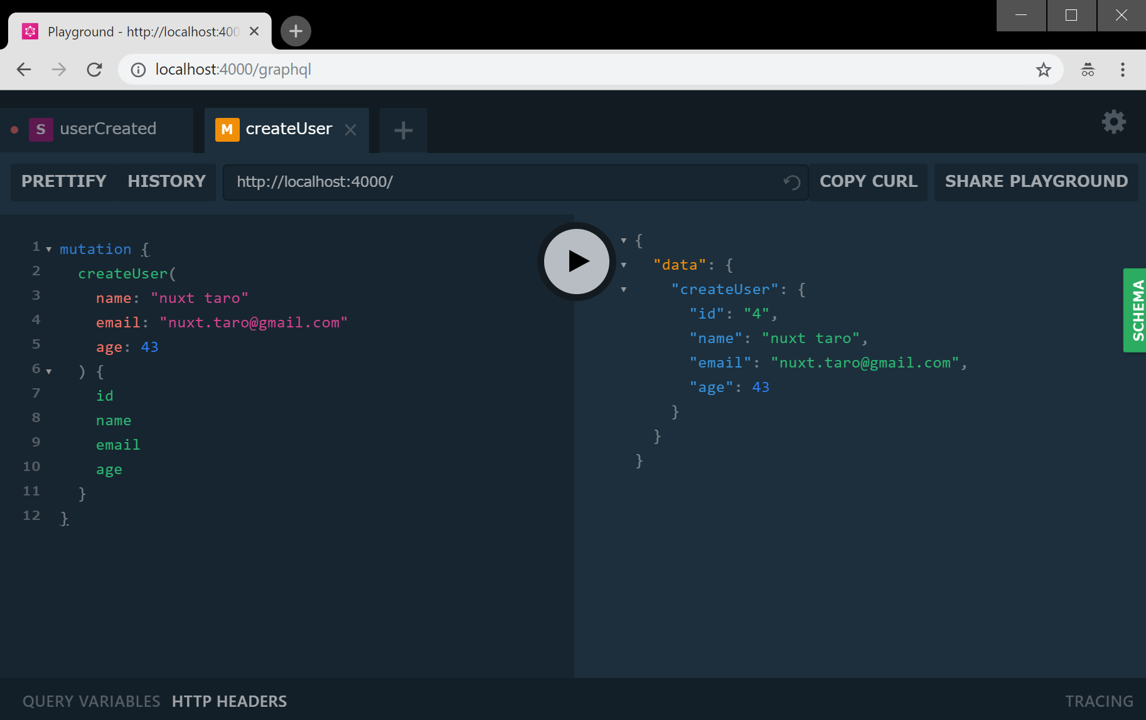 Playground - http://localhost:400
localhost:4000/graphql
S userCreated
M createUser
PRETTIFY HISTORY http://localhost:4000/ COPY CURL SHARE PLAYGROUND
1 mutation {
2 createUser(
3 name: "nuxt taro"
4 email: "nuxt.taro@gmail.com"
5 age: 43
6 ) {
7 id
8 name
9 email
10 age
11 }
12 }
{
"data": {
"createUser": {
"id": "4",
"name": "nuxt taro",
"email": "nuxt.taro@gmail.com",
"age": 43
}
}
}
SCHEMA
QUERY VARIABLES HTTP HEADERS
TRACING